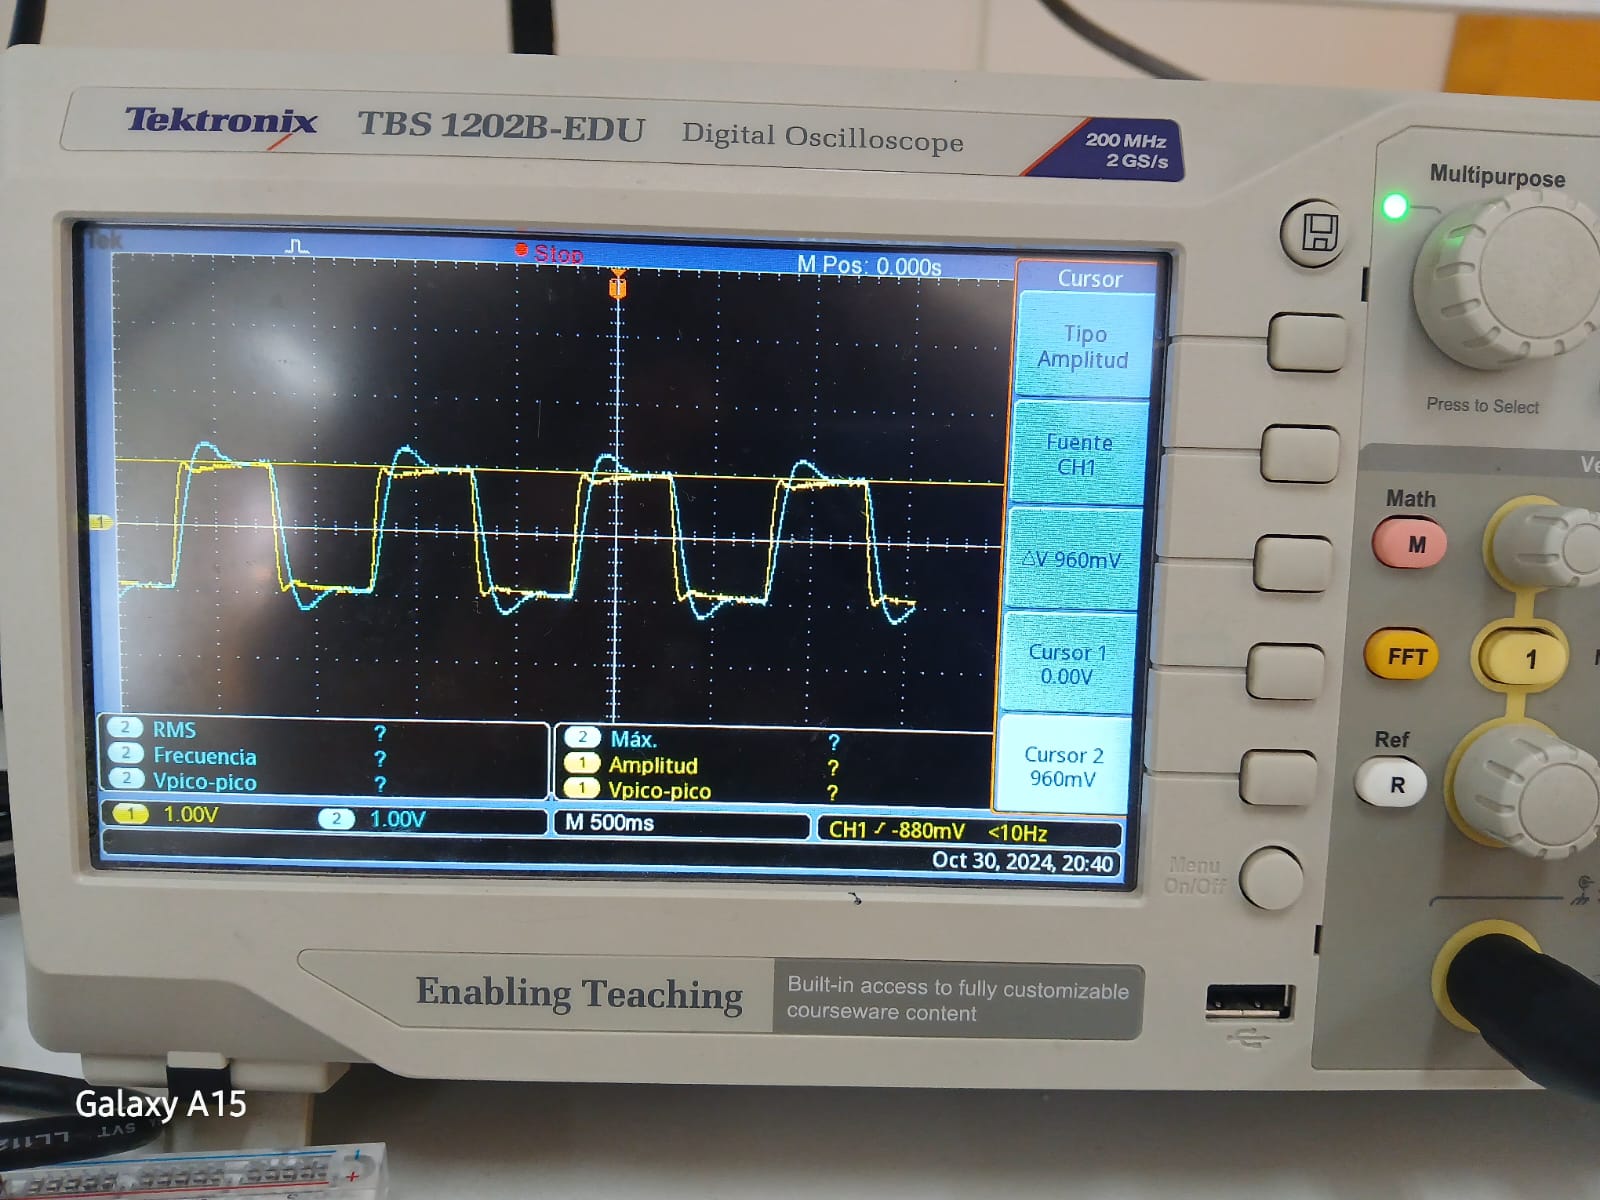 Tektronix TBS 1202B-EDU Digital Oscilloscope
200 MHz
2 GS/s
Multipurpose
Press to Select
Tek
Stop
M Pos: 0.000s
Cursor
Tipo
Amplitud
Fuente
CH1
△V 960mV
Cursor 1
0.00V
Cursor 2
960mV
1
2 RMS ?
2 Frecuencia ?
2 Vpico-pico ?
2 Máx. ?
1 Amplitud ?
1 Vpico-pico ?
1 1.00V
2 1.00V
M 500ms
CH1 -880mV <10Hz
Oct 30, 2024, 20:40
Math
M
FFT
1
Ref
R
Menu
On/Off
Enabling Teaching
Built-in access to fully customizable
courseware content
Galaxy A15